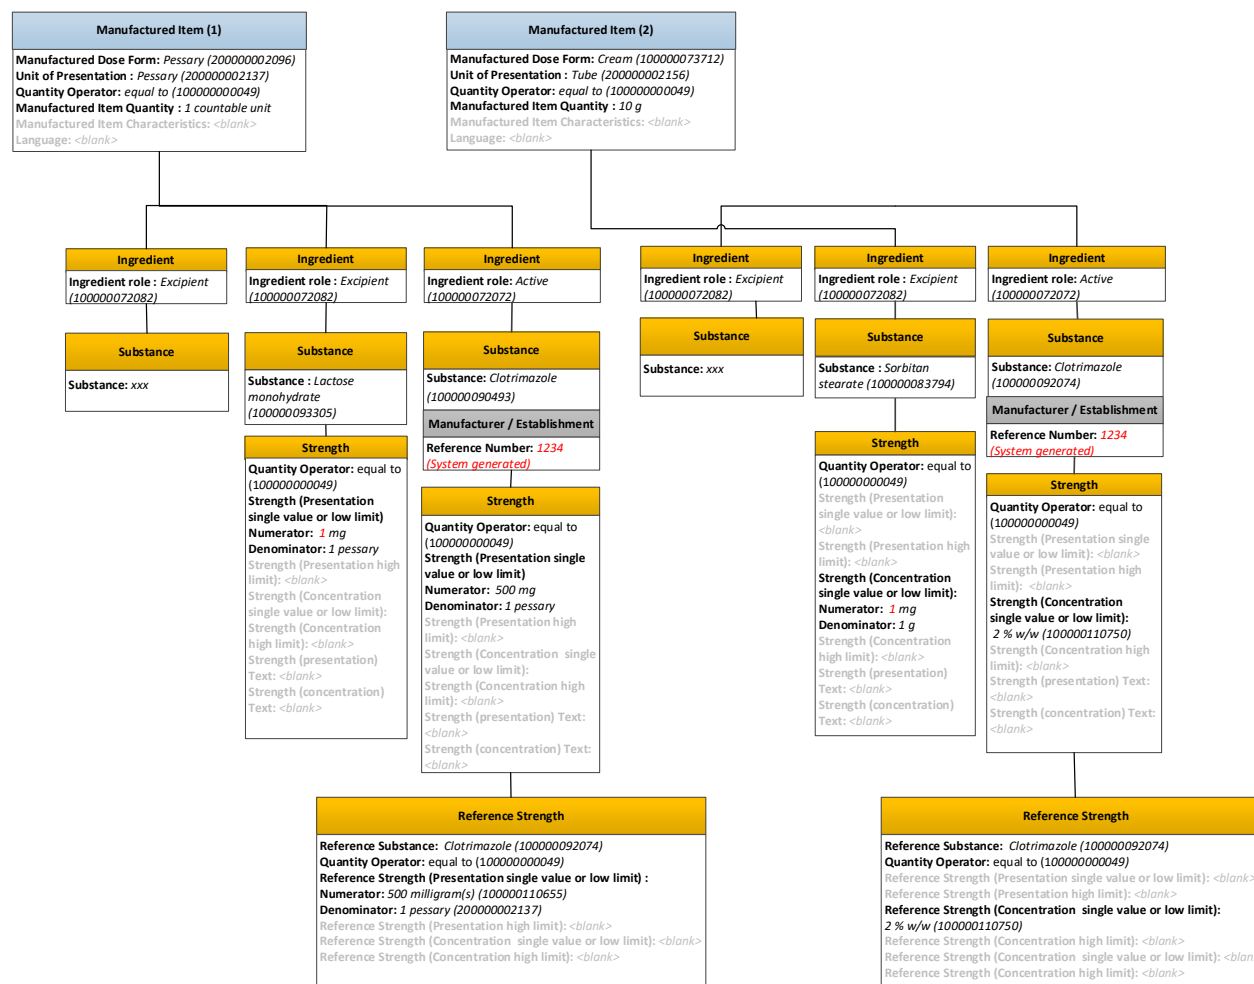 Manufactured Item (1)
Manufactured Dose Form: Pessary (200000002096)
Unit of Presentation : Pessary (200000002137)
Quantity Operator: equal to (100000000049)
Manufactured Item Quantity : 1 countable unit
Manufactured Item Characteristics: <blank>
Language: <blank>
Manufactured Item (2)
Manufactured Dose Form: Cream (100000073712)
Unit of Presentation : Tube (200000002156)
Quantity Operator: equal to (100000000049)
Manufactured Item Quantity : 10 g
Manufactured Item Characteristics: <blank>
Language: <blank>
Ingredient
Ingredient role : Excipient
(100000072082)
Substance
Substance: xxx
Ingredient
Ingredient role : Excipient
(100000072082)
Substance
Substance : Lactose
monohydrate
(100000093305)
Strength
Quantity Operator: equal to
(100000000049)
Strength (Presentation
single value or low limit)
Numerator: 1 mg
Denominator: 1 pessary
Strength (Presentation high
limit): <blank>
Strength (Concentration
single value or low limit):
Strength (Concentration
high limit): <blank>
Strength (presentation)
Text: <blank>
Strength (concentration)
Text: <blank>
Ingredient
Ingredient role: Active
(100000072072)
Substance
Substance: Clotrimazole
(100000090493)
Manufacturer / Establishment
Reference Number: 1234
(System generated)
Strength
Quantity Operator: equal to
(100000000049)
Strength (Presentation single
value or low limit)
Numerator: 500 mg
Denominator: 1 pessary
Strength (Presentation high
limit): <blank>
Strength (Concentration single
value or low limit):
Strength (Concentration high
limit): <blank>
Strength (presentation) Text:
<blank>
Strength (concentration) Text:
<blank>
Reference Strength
Reference Substance: Clotrimazole (100000092074)
Quantity Operator: equal to (100000000049)
Reference Strength (Presentation single value or low limit) :
Numerator: 500 milligram(s) (100000110655)
Denominator: 1 pessary (200000002137)
Reference Strength (Presentation high limit): <blank>
Reference Strength (Concentration single value or low limit): <blank>
Reference Strength (Concentration high limit): <blank>
Ingredient
Ingredient role : Excipient
(100000072082)
Substance
Substance: xxx
Ingredient
Ingredient role : Excipient
(100000072082)
Substance
Substance : Sorbitan
stearate (100000083794)
Strength
Quantity Operator: equal to
(100000000049)
Strength (Presentation
single value or low limit):
<blank>
Strength (Presentation high
limit): <blank>
Strength (Concentration
single value or low limit):
Numerator: 1 mg
Denominator: 1 g
Strength (Concentration
high limit): <blank>
Strength (presentation)
Text: <blank>
Strength (concentration)
Text: <blank>
Ingredient
Ingredient role: Active
(100000072072)
Substance
Substance: Clotrimazole
(100000092074)
Manufacturer / Establishment
Reference Number: 1234
(System generated)
Strength
Quantity Operator: equal to
(100000000049)
Strength (Presentation single
value or low limit): <blank>
Strength (Presentation high
limit): <blank>
Strength (Concentration
single value or low limit):
2 % w/w (100000110750)
Strength (Concentration high
limit): <blank>
Strength (presentation) Text:
<blank>
Strength (concentration) Text:
<blank>
Reference Strength
Reference Substance: Clotrimazole (100000092074)
Quantity Operator: equal to (100000000049)
Reference Strength (Presentation single value or low limit): <blank>
Reference Strength (Presentation high limit): <blank>
Reference Strength (Concentration single value or low limit):
2 % w/w (100000110750)
Reference Strength (Concentration high limit): <blank>
Reference Strength (Concentration single value or low limit): <blan
Reference Strength (Concentration high limit): <blank>